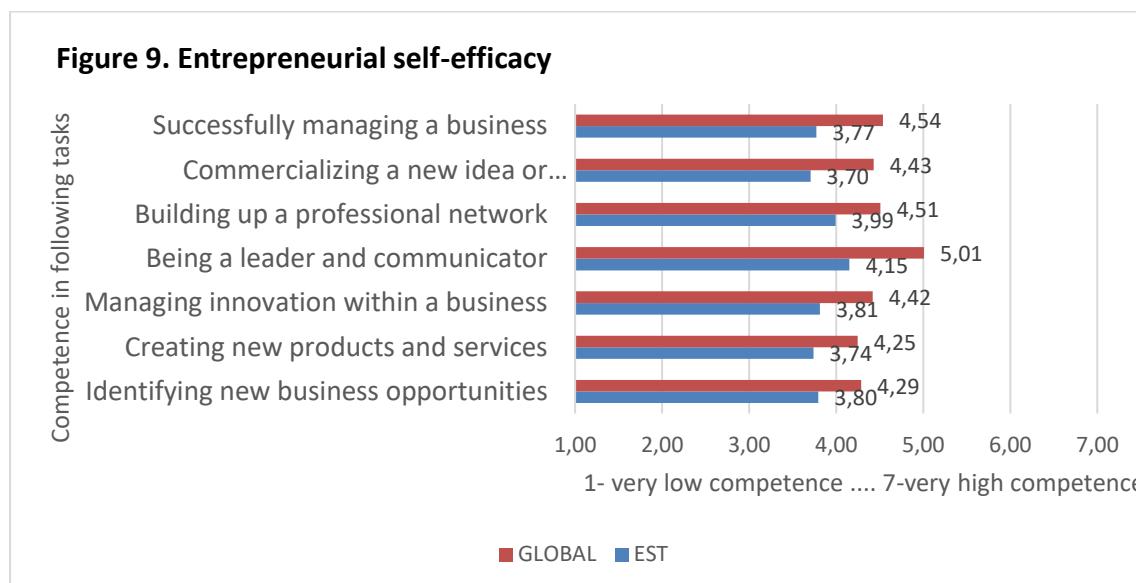 Figure 9. Entrepreneurial self-efficacy
Competence in following tasks
Successfully managing a business
4,54
3,77
Commercializing a new idea or...
4,43
3,70
Building up a professional network
4,51
3,99
Being a leader and communicator
5,01
4,15
Managing innovation within a business
4,42
3,81
Creating new products and services
4,25
3,74
Identifying new business opportunities
4,29
3,80
1,00 2,00 3,00 4,00 5,00 6,00 7,00
1- very low competence .... 7-very high competence
GLOBAL EST